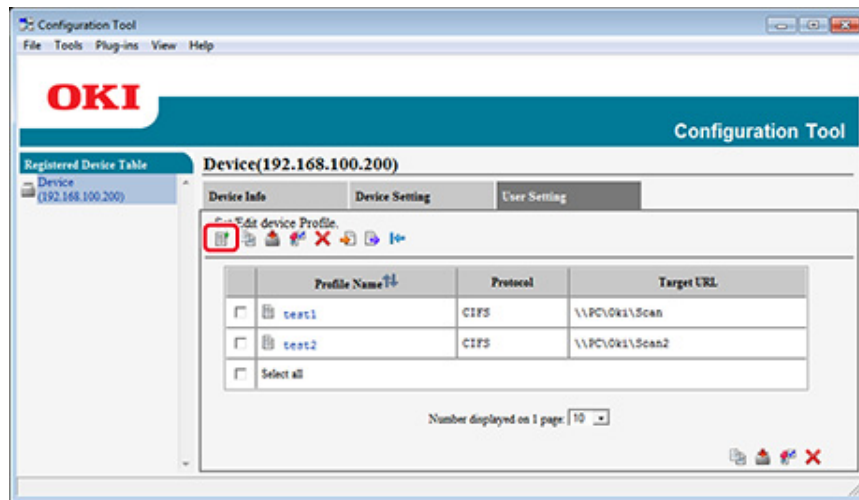 Configuration Tool
File Tools Plug-ins View Help
OKI
Configuration Tool
Registered Device Table
Device
(192.168.100.200)
Device(192.168.100.200)
Device Info Device Setting User Setting
Set/Edit device Profile.
Profile Name Protocol Target URL
test1 CIFS \\PC\Oki\Scan
test2 CIFS \\PC\Oki\Scan2
Select all
Number displayed on 1 page: 10